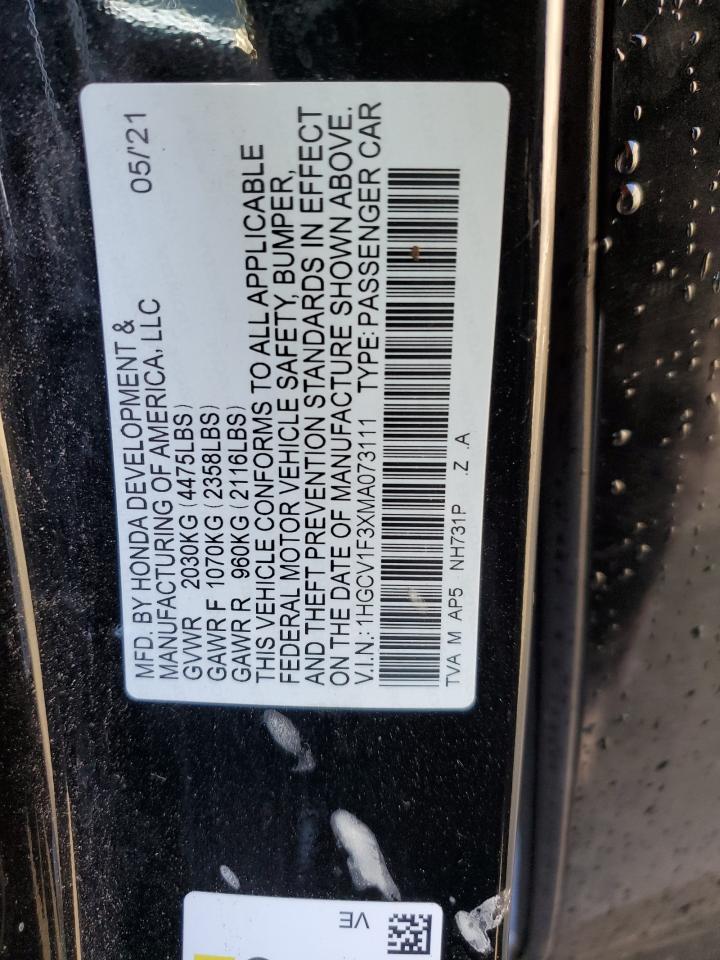 MFD. BY HONDA DEVELOPMENT & 05/'21
MANUFACTURING OF AMERICA, LLC
GVWR 2030KG (4475LBS)
GAWR F 1070KG (2358LBS)
GAWR R 960KG (2116LBS)
THIS VEHICLE CONFORMS TO ALL APPLICABLE
FEDERAL MOTOR VEHICLE SAFETY, BUMPER,
AND THEFT PREVENTION STANDARDS IN EFFECT
ON THE DATE OF MANUFACTURE SHOWN ABOVE.
V.I.N.: 1HGCV1F3XMA073111 TYPE: PASSENGER CAR
TVA M AP5 NH731P .Z .A
VE